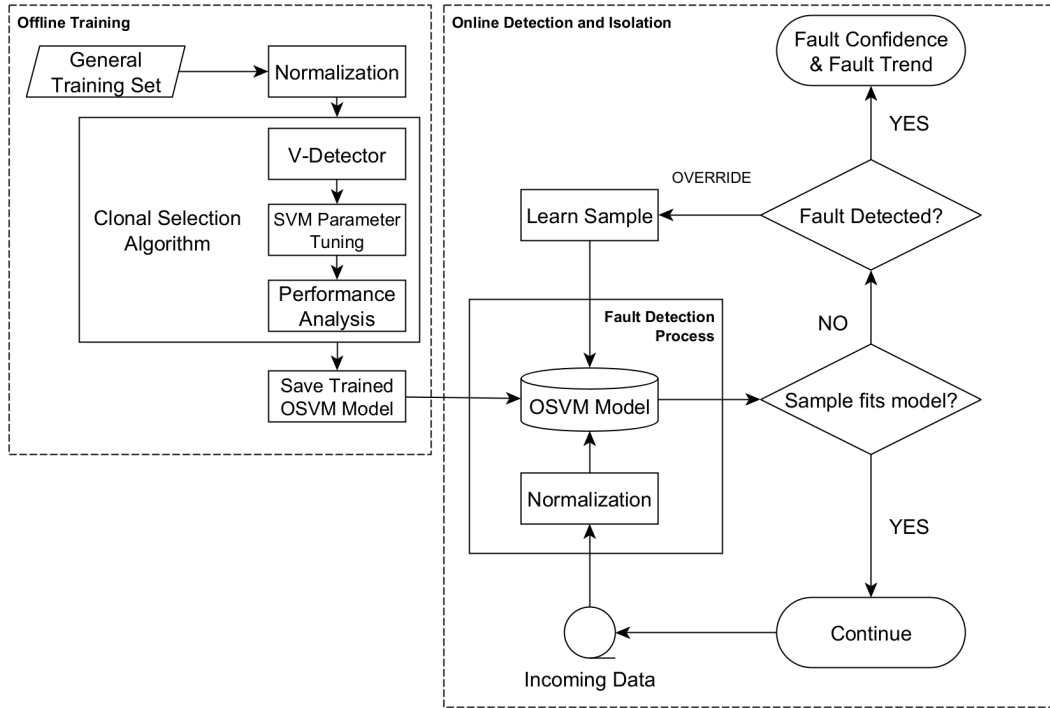 Offline Training
General
Training Set
Normalization
Clonal Selection
Algorithm
V-Detector
SVM Parameter
Tuning
Performance
Analysis
Save Trained
OSVM Model
Online Detection and Isolation
Fault Confidence
& Fault Trend
YES
OVERRIDE
Learn Sample
Fault Detected?
NO
Fault Detection
Process
OSVM Model
Sample fits model?
Normalization
YES
Continue
Incoming Data